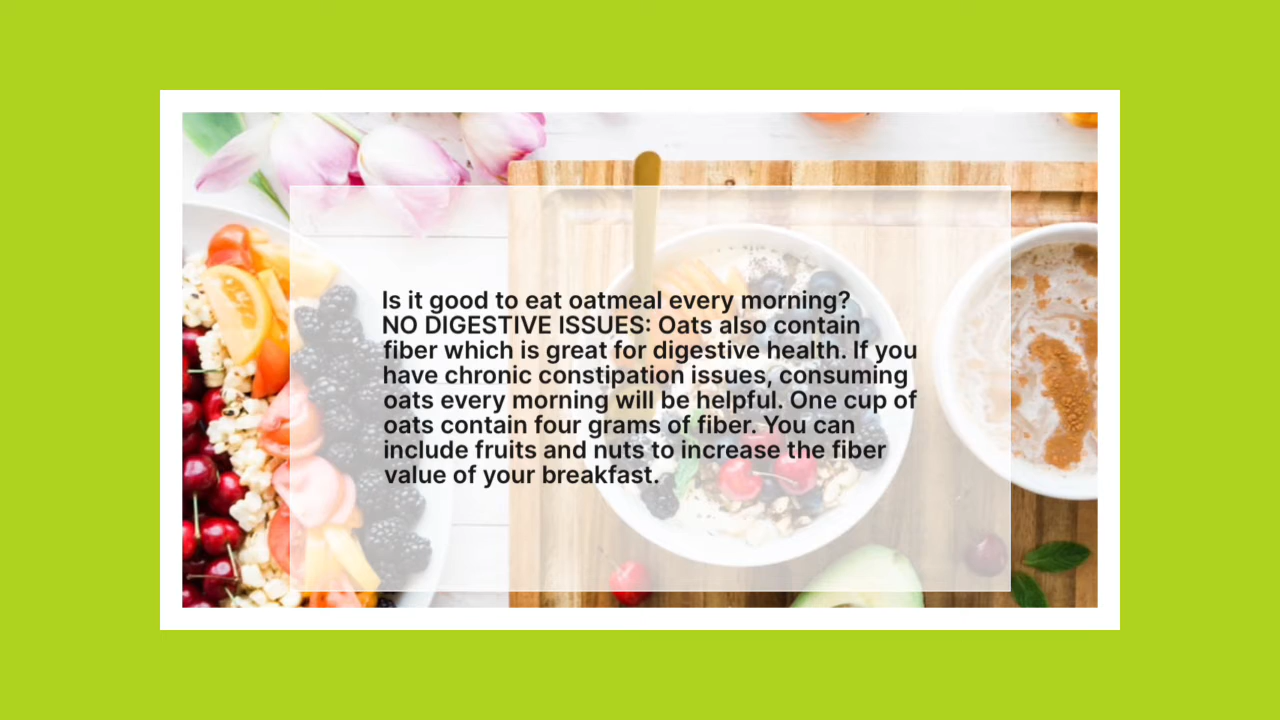 Is it good to eat oatmeal every morning?
NO DIGESTIVE ISSUES: Oats also contain
fiber which is great for digestive health. If you
have chronic constipation issues, consuming
oats every morning will be helpful. One cup of
oats contain four grams of fiber. You can
include fruits and nuts to increase the fiber
value of your breakfast.